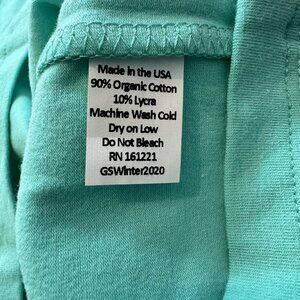 Made in the USA
90% Organic Cotton
10% Lycra
Machine Wash Cold
Dry on Low
Do Not Bleach
RN 161221
GSWinter2020